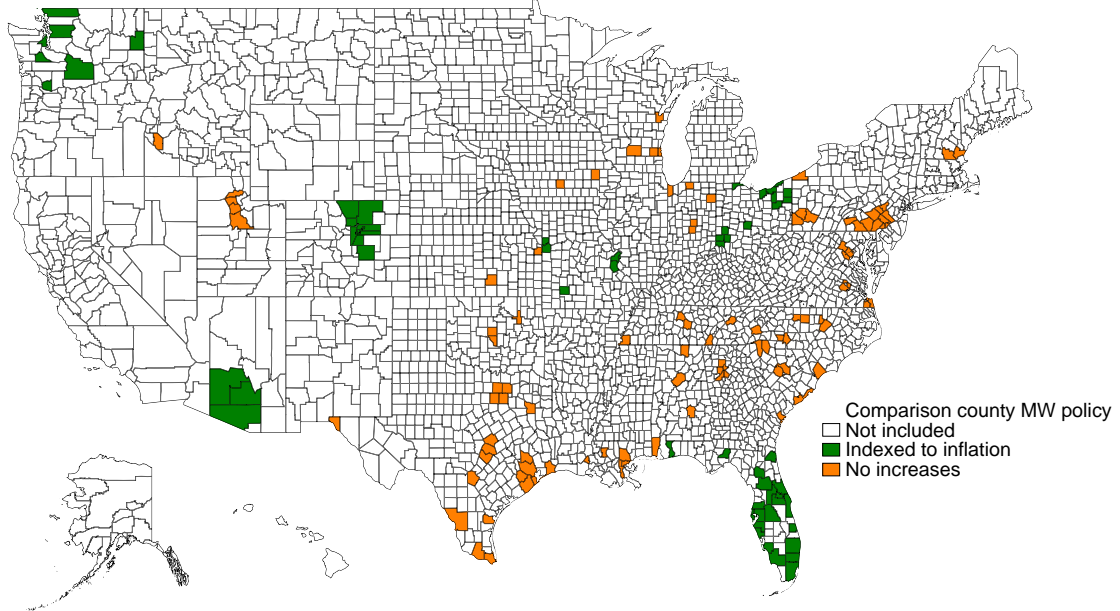 Comparison county MW policy
Not included
Indexed to inflation
No increases